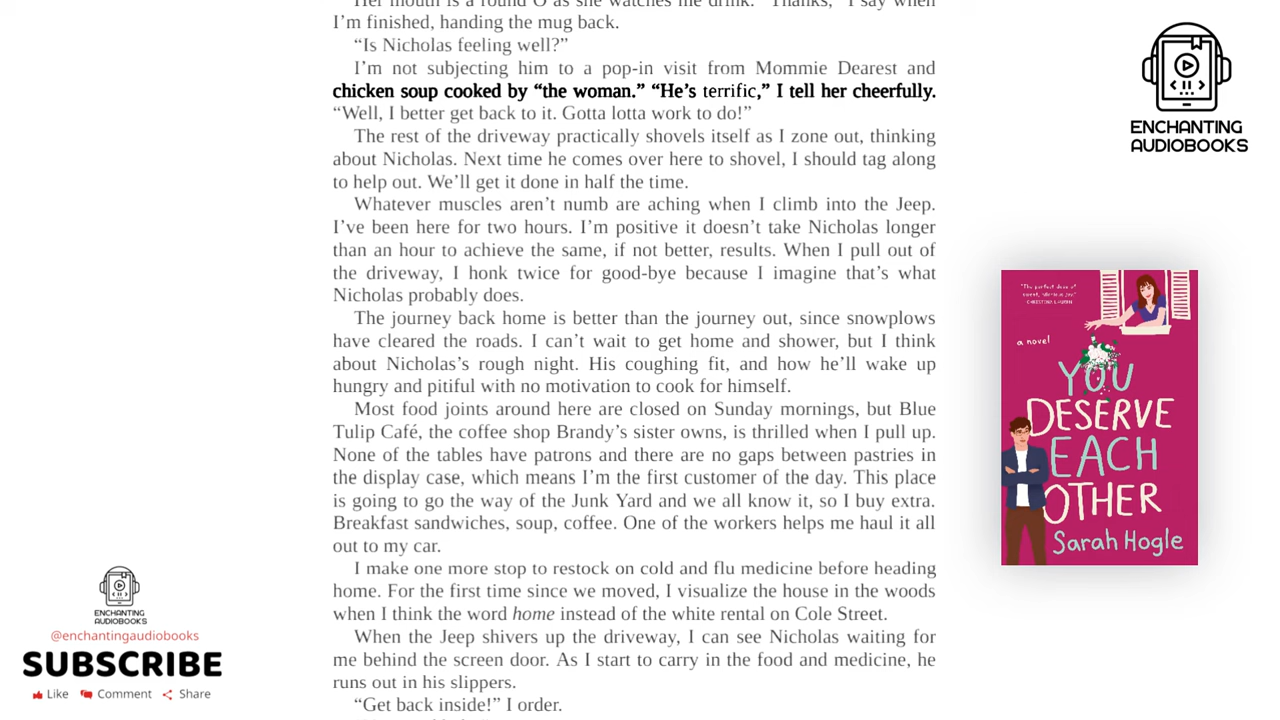 Her mouth is a round O as she watches me drink. “Thanks,” I say when
I’m finished, handing the mug back.
“Is Nicholas feeling well?”
I’m not subjecting him to a pop-in visit from Mommie Dearest and
chicken soup cooked by “the woman.” “He’s terrific,” I tell her cheerfully.
“Well, I better get back to it. Gotta lotta work to do!”
The rest of the driveway practically shovels itself as I zone out, thinking
about Nicholas. Next time he comes over here to shovel, I should tag along
to help out. We’ll get it done in half the time.
Whatever muscles aren’t numb are aching when I climb into the Jeep.
I’ve been here for two hours. I’m positive it doesn’t take Nicholas longer
than an hour to achieve the same, if not better, results. When I pull out of
the driveway, I honk twice for good-bye because I imagine that’s what
Nicholas probably does.
The journey back home is better than the journey out, since snowplows
have cleared the roads. I can’t wait to get home and shower, but I think
about Nicholas’s rough night. His coughing fit, and how he’ll wake up
hungry and pitiful with no motivation to cook for himself.
Most food joints around here are closed on Sunday mornings, but Blue
Tulip Café, the coffee shop Brandy’s sister owns, is thrilled when I pull up.
None of the tables have patrons and there are no gaps between pastries in
the display case, which means I’m the first customer of the day. This place
is going to go the way of the Junk Yard and we all know it, so I buy extra.
Breakfast sandwiches, soup, coffee. One of the workers helps me haul it all
out to my car.
I make one more stop to restock on cold and flu medicine before heading
home. For the first time since we moved, I visualize the house in the woods
when I think the word home instead of the white rental on Cole Street.
When the Jeep shivers up the driveway, I can see Nicholas waiting for
me behind the screen door. As I start to carry in the food and medicine, he
runs out in his slippers.
“Get back inside!” I order.
ENCHANTING
AUDIOBOOKS
"The perfect dose of
CHRISTINA LAUREN
a novel
YOU
DESERVE
EACH
OTHER
Sarah Hogle
ENCHANTING
AUDIOBOOKS
@enchantingaudiobooks
SUBSCRIBE
Like Comment Share